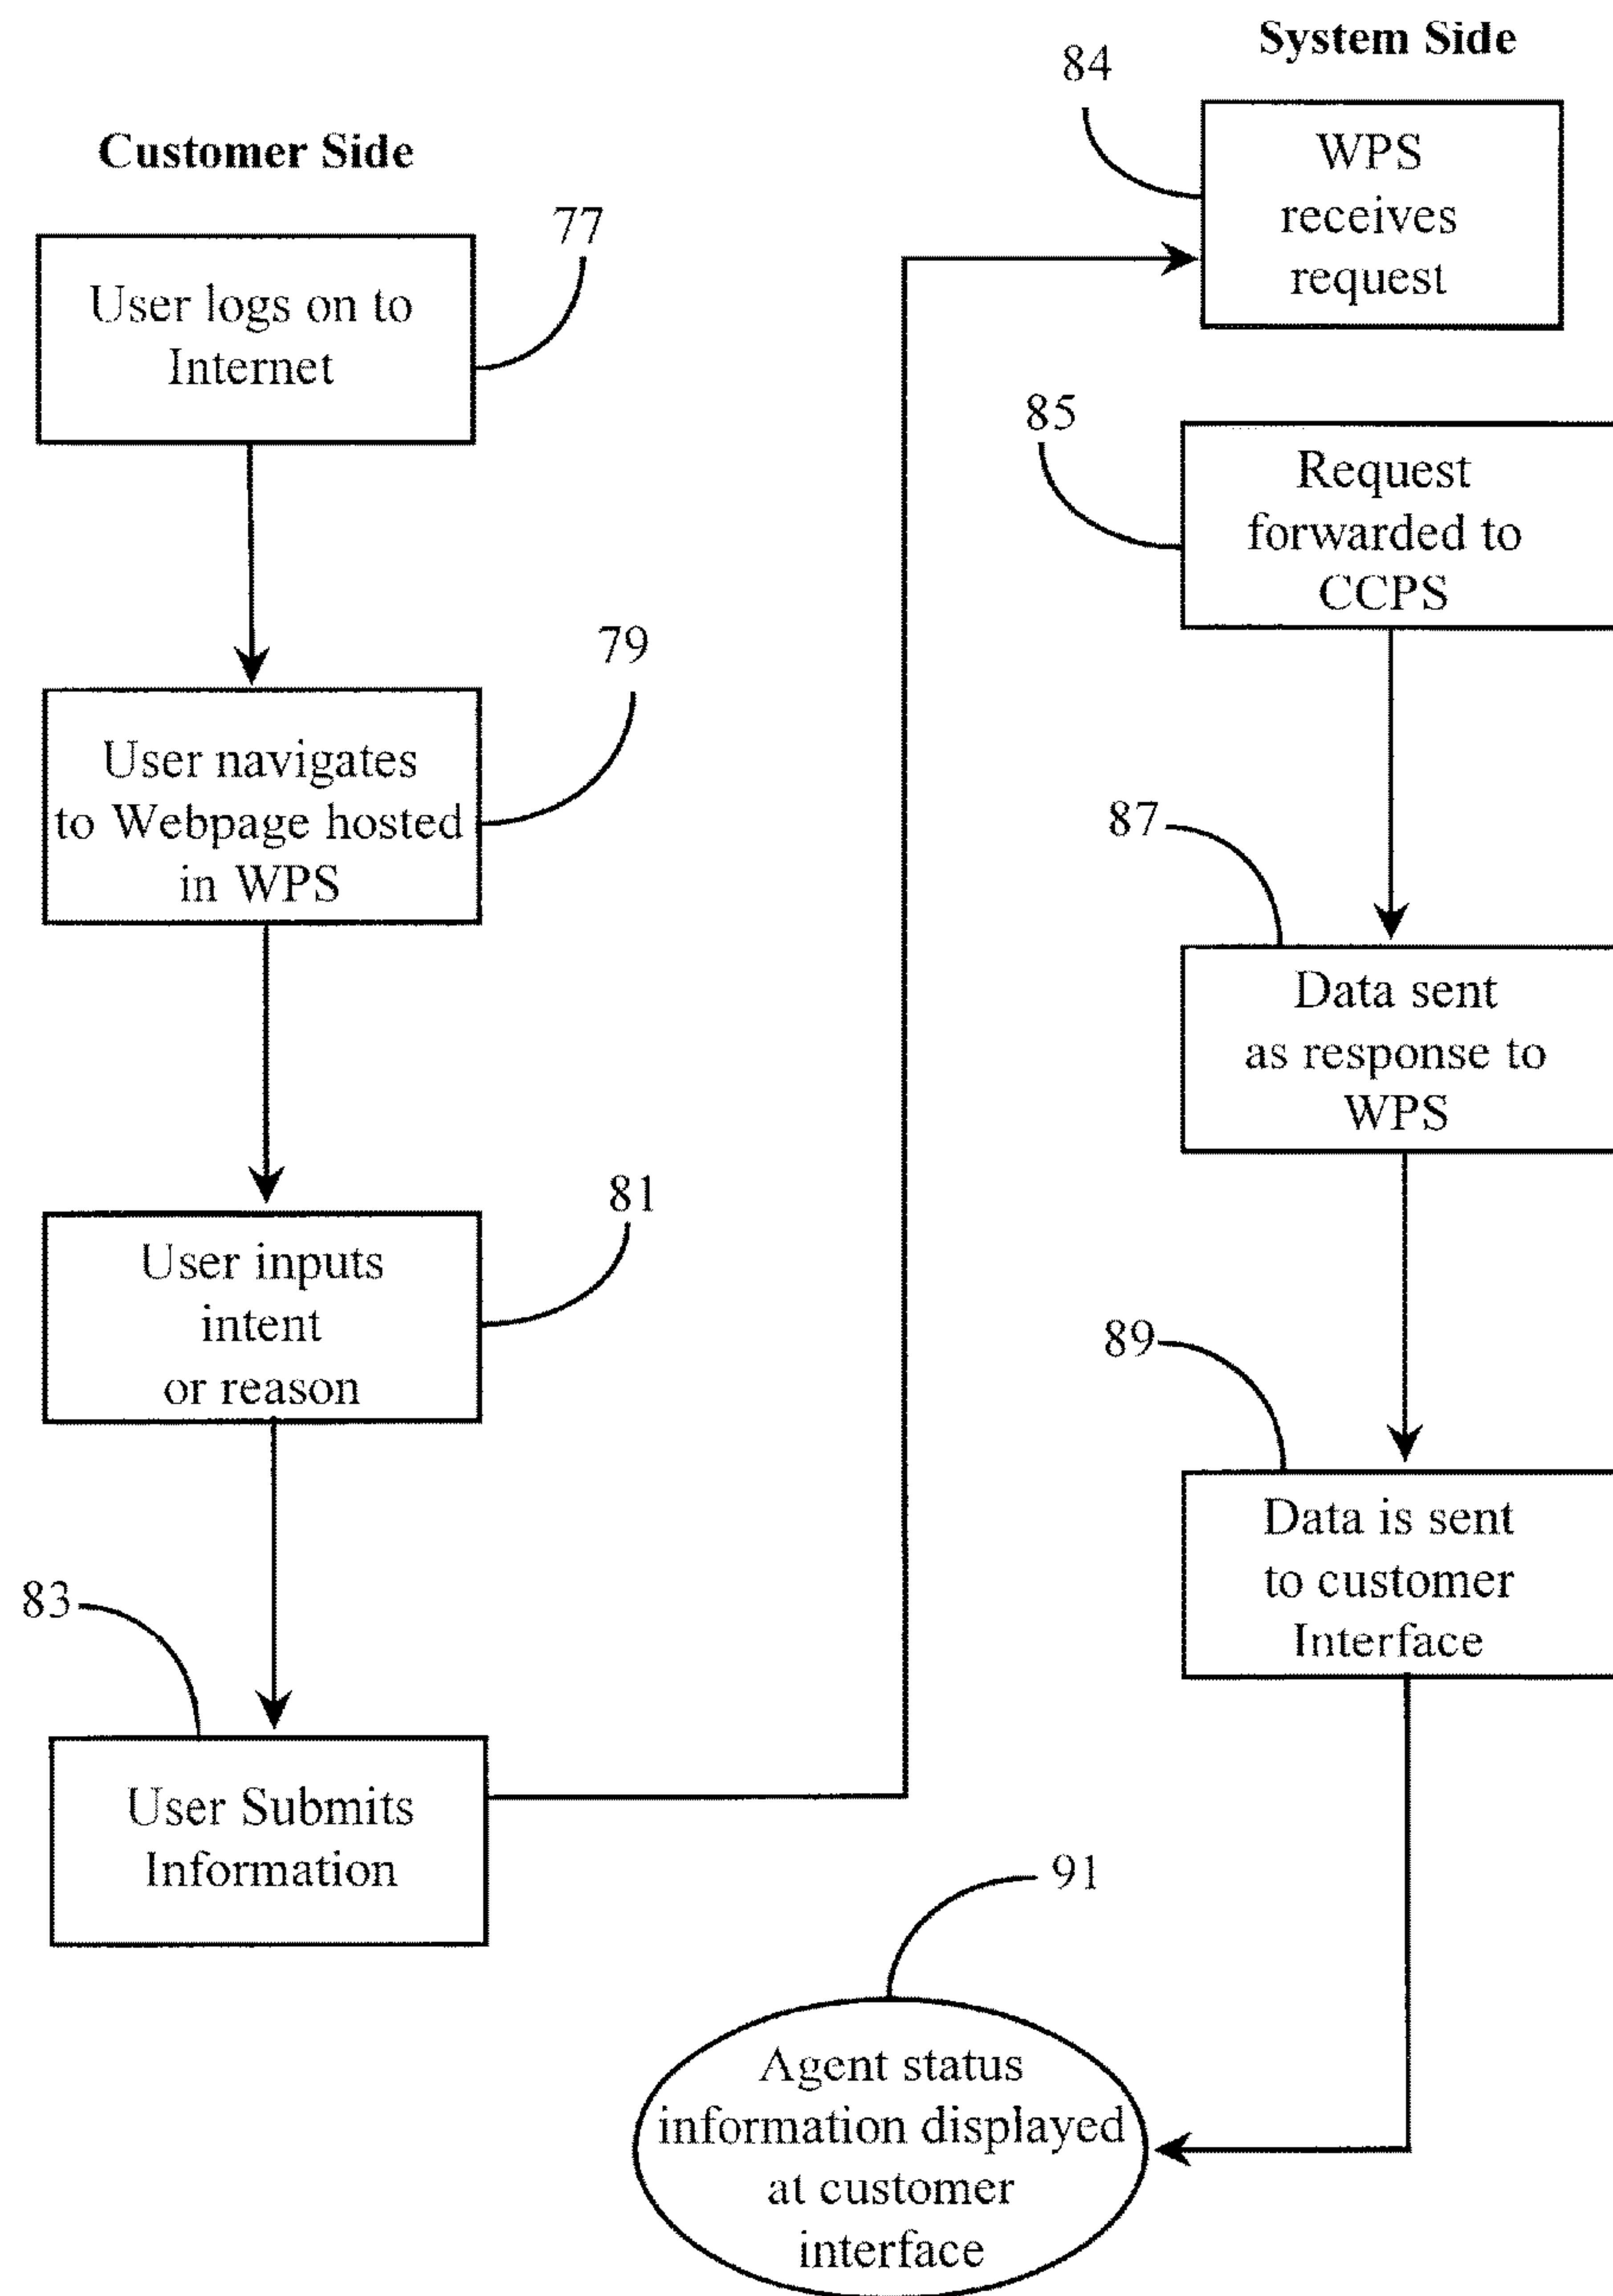 Customer Side
77
User logs on to
Internet
79
User navigates
to Webpage hosted
in WPS
81
User inputs
intent
or reason
83
User Submits
Information
System Side
84
WPS
receives
request
85
Request
forwarded to
CCPS
87
Data sent
as response to
WPS
89
Data is sent
to customer
Interface
91
Agent status
information displayed
at customer
interface